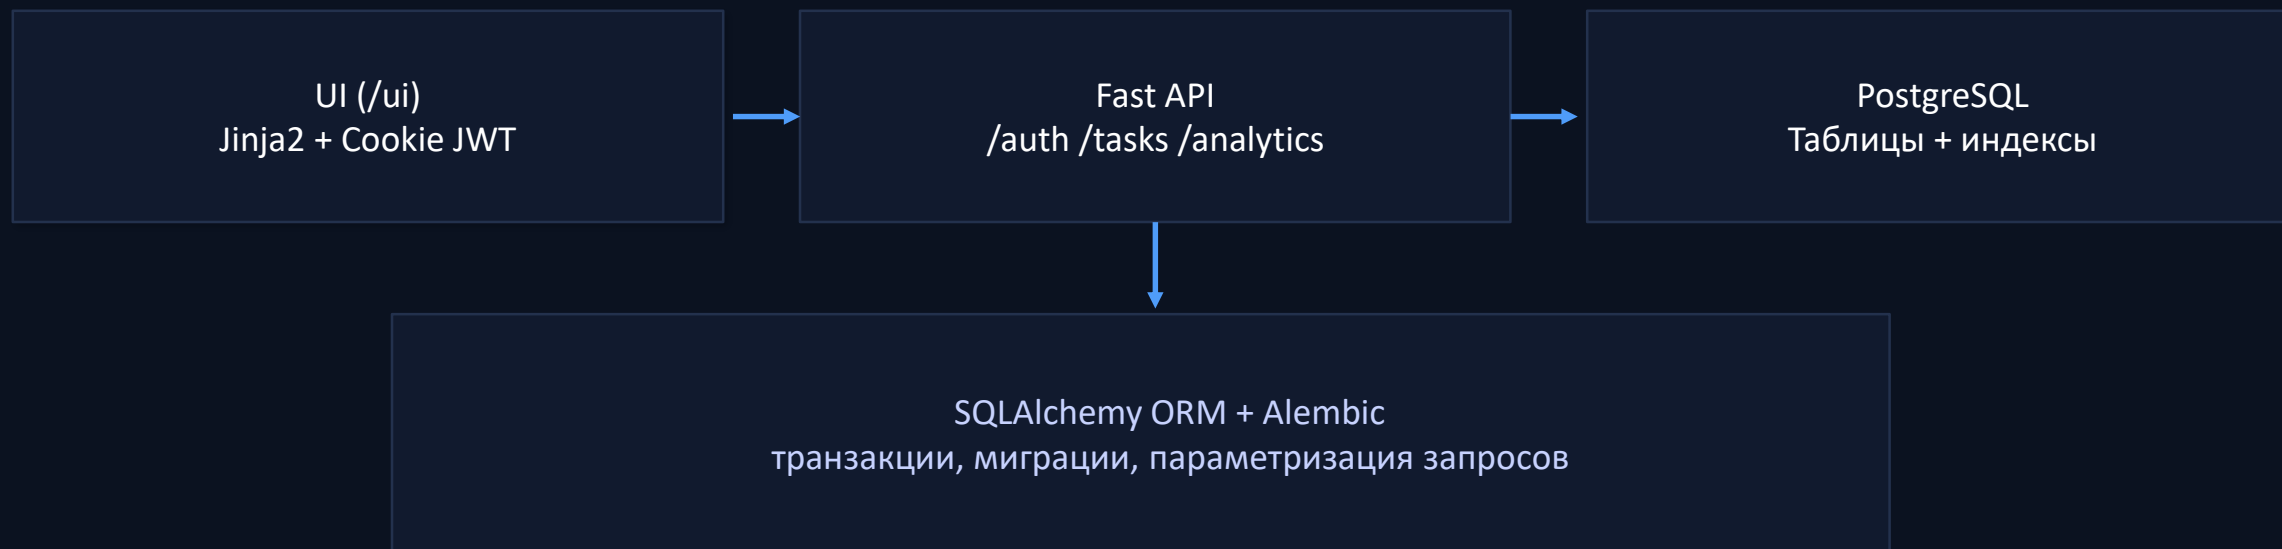 UI (/ui)
Jinja2 + Cookie JWT
Fast API
/auth /tasks /analytics
PostgreSQL
Таблицы + индексы
SQLAlchemy ORM + Alembic
транзакции, миграции, параметризация запросов